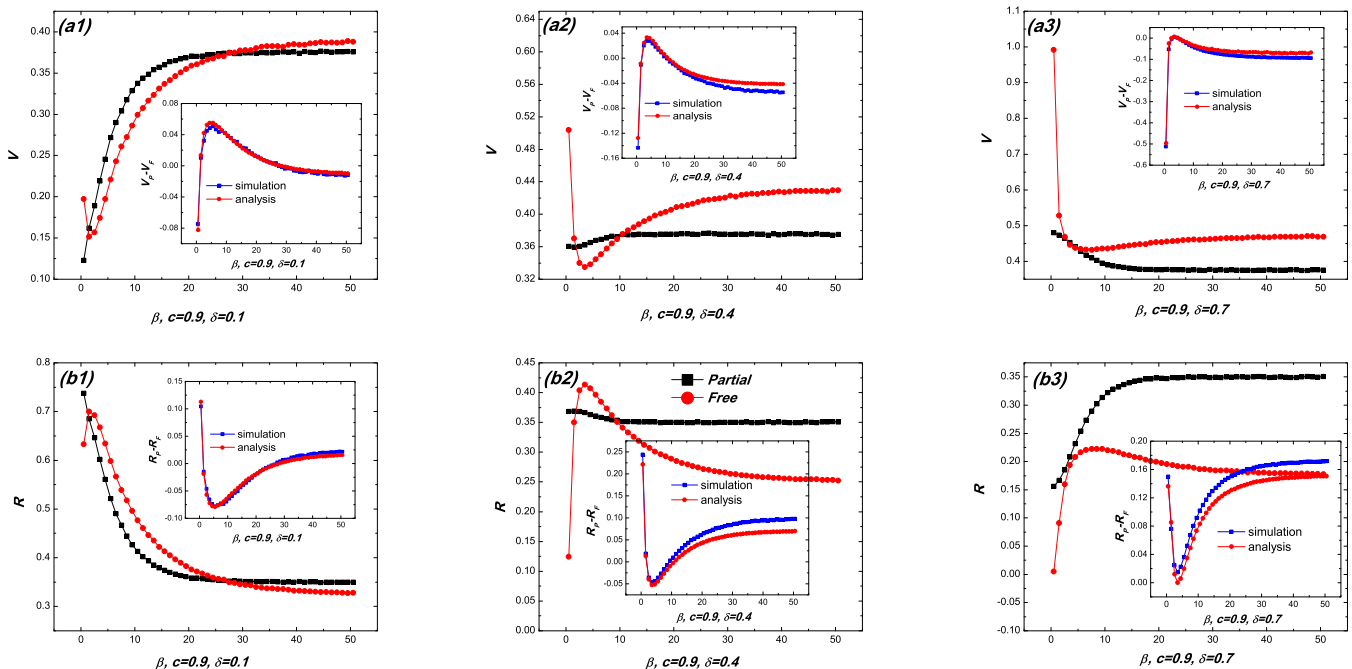 (a1)
0.40
0.35
0.30
0.25
0.20
0.15
0.10
V
0 10 20 30 40 50
β, c=0.9, δ=0.1
0.08
0.04
0.00
-0.04
-0.08
V_P-V_F
simulation
analysis
0 10 20 30 40 50
β, c=0.9, δ=0.1
(a2)
0.64
0.60
0.56
0.52
0.48
0.44
0.40
0.36
0.32
V
0 10 20 30 40 50
β, c=0.9, δ=0.4
0.04
0.00
-0.04
-0.08
-0.12
-0.16
V_P-V_F
simulation
analysis
0 10 20 30 40 50
β, c=0.9, δ=0.4
(a3)
1.1
1.0
0.9
0.8
0.7
0.6
0.5
0.4
V
0 10 20 30 40 50
β, c=0.9, δ=0.7
0.1
0.0
-0.1
-0.2
-0.3
-0.4
-0.5
-0.6
V_P-V_F
simulation
analysis
0 10 20 30 40 50
β, c=0.9, δ=0.7
(b1)
0.8
0.7
0.6
0.5
0.4
0.3
R
0 10 20 30 40 50
β, c=0.9, δ=0.1
0.15
0.10
0.05
0.00
-0.05
-0.10
R_P-R_F
simulation
analysis
0 10 20 30 40 50
β, c=0.9, δ=0.1
(b2)
0.45
0.40
0.35
0.30
0.25
0.20
0.15
0.10
0.05
0.00
R
0 10 20 30 40 50
β, c=0.9, δ=0.4
Partial
Free
0.25
0.20
0.15
0.10
0.05
0.00
-0.05
R_P-R_F
simulation
analysis
0 10 20 30 40 50
β, c=0.9, δ=0.4
(b3)
0.35
0.30
0.25
0.20
0.15
0.10
0.05
0.00
-0.05
-0.10
R
0 10 20 30 40 50
β, c=0.9, δ=0.7
0.20
0.16
0.12
0.08
0.04
0.00
R_P-R_F
simulation
analysis
0 10 20 30 40 50
β, c=0.9, δ=0.7